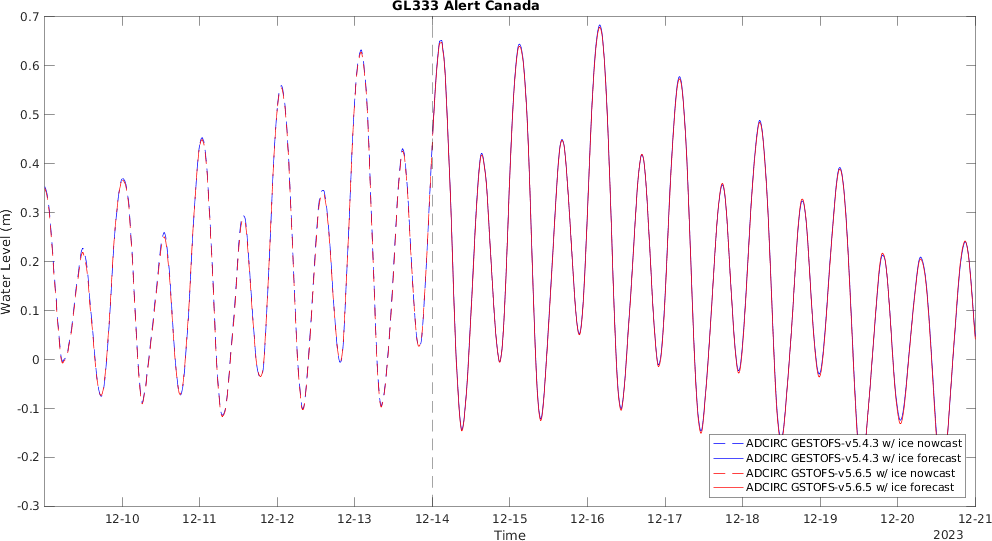 GL333 Alert Canada
0.7
0.6
0.5
0.4
0.3
0.2
0.1
0
-0.1
-0.2
-0.3
Water Level (m)
ADCIRC GESTOFS-v5.4.3 w/ ice nowcast
ADCIRC GESTOFS-v5.4.3 w/ ice forecast
ADCIRC GSTOFS-v5.6.5 w/ ice nowcast
ADCIRC GSTOFS-v5.6.5 w/ ice forecast
12-10 12-11 12-12 12-13 12-14 12-15 12-16 12-17 12-18 12-19 12-20 12-21
Time 2023